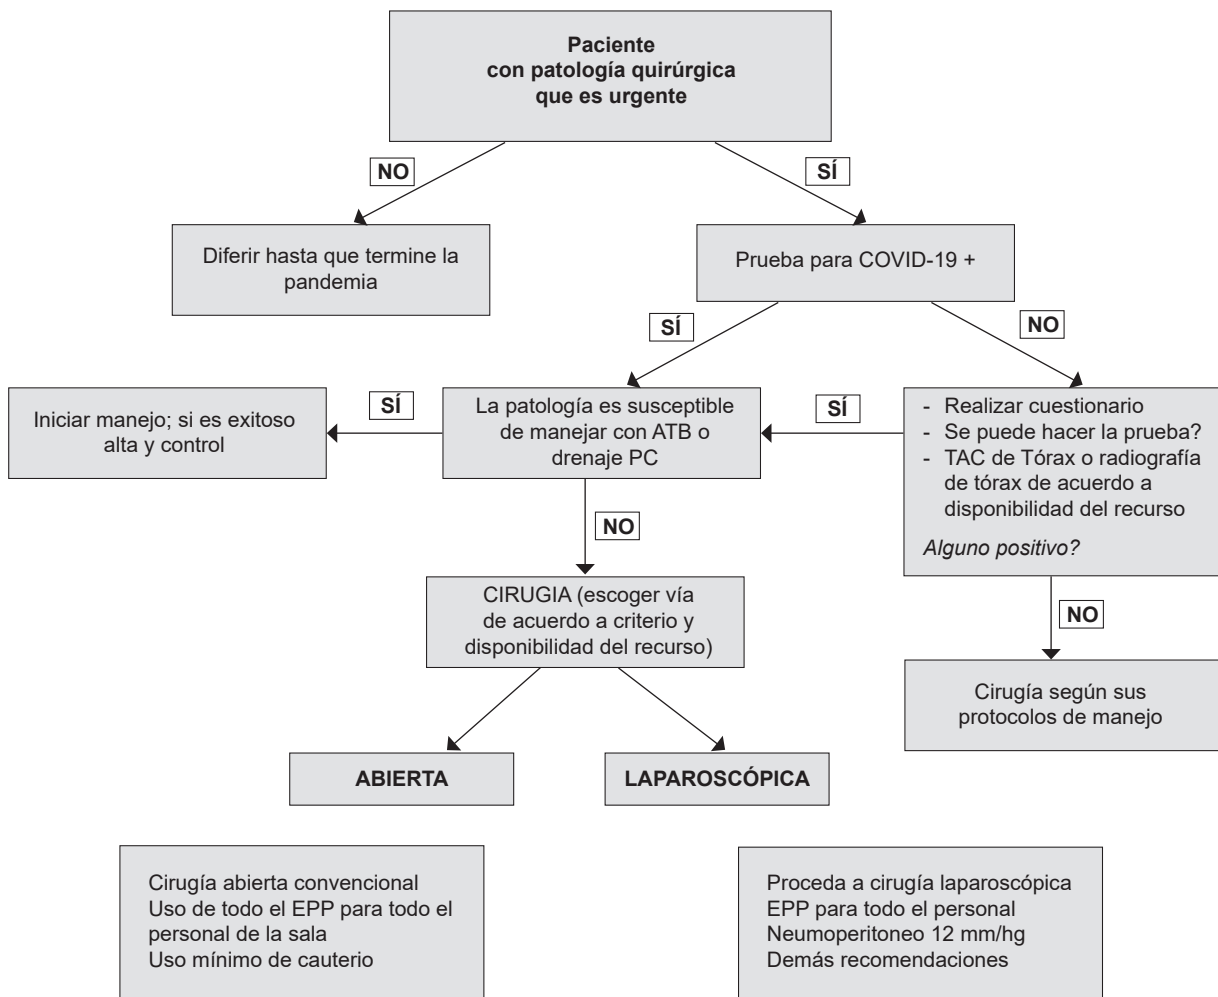 Paciente
con patología quirúrgica
que es urgente
NO
SÍ
Diferir hasta que termine la
pandemia
Prueba para COVID-19 +
SÍ
NO
Iniciar manejo; si es exitoso
alta y control
SÍ
La patología es susceptible
de manejar con ATB o
drenaje PC
SÍ
- Realizar cuestionario
- Se puede hacer la prueba?
- TAC de Tórax o radiografía
de tórax de acuerdo a
disponibilidad del recurso
Alguno positivo?
NO
NO
CIRUGIA (escoger vía
de acuerdo a criterio y
disponibilidad del recurso)
Cirugía según sus
protocolos de manejo
ABIERTA
LAPAROSCÓPICA
Cirugía abierta convencional
Uso de todo el EPP para todo el
personal de la sala
Uso mínimo de cauterio
Proceda a cirugía laparoscópica
EPP para todo el personal
Neumoperitoneo 12 mm/hg
Demás recomendaciones